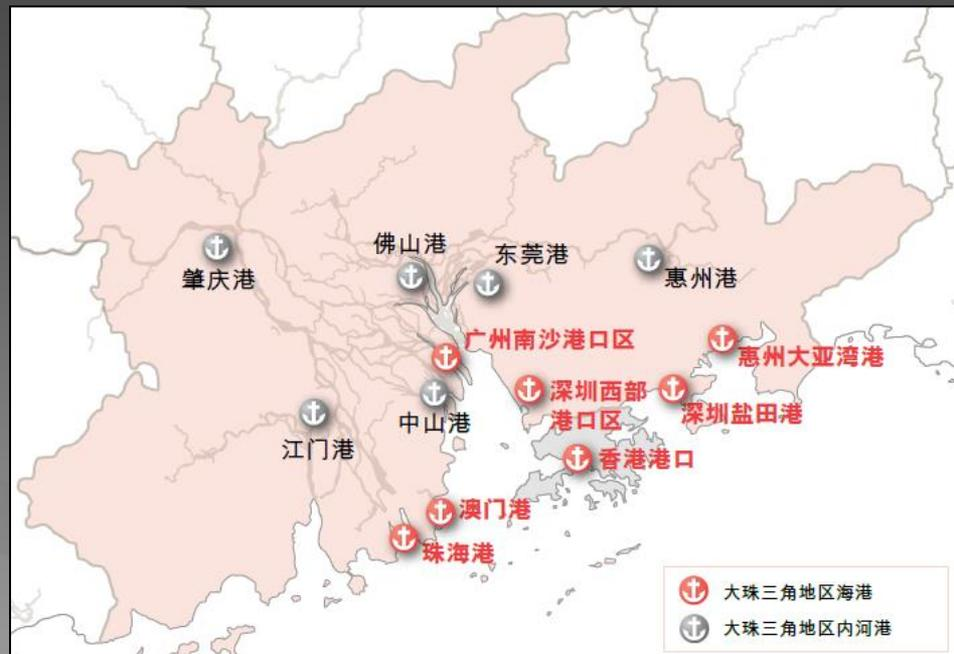 佛山港
东莞港
肇庆港
惠州港
广州南沙港口区
惠州大亚湾港
深圳西部
港口区
深圳盐田港
中山港
江门港
香港港口
澳门港
珠海港
大珠三角地区海港
大珠三角地区内河港